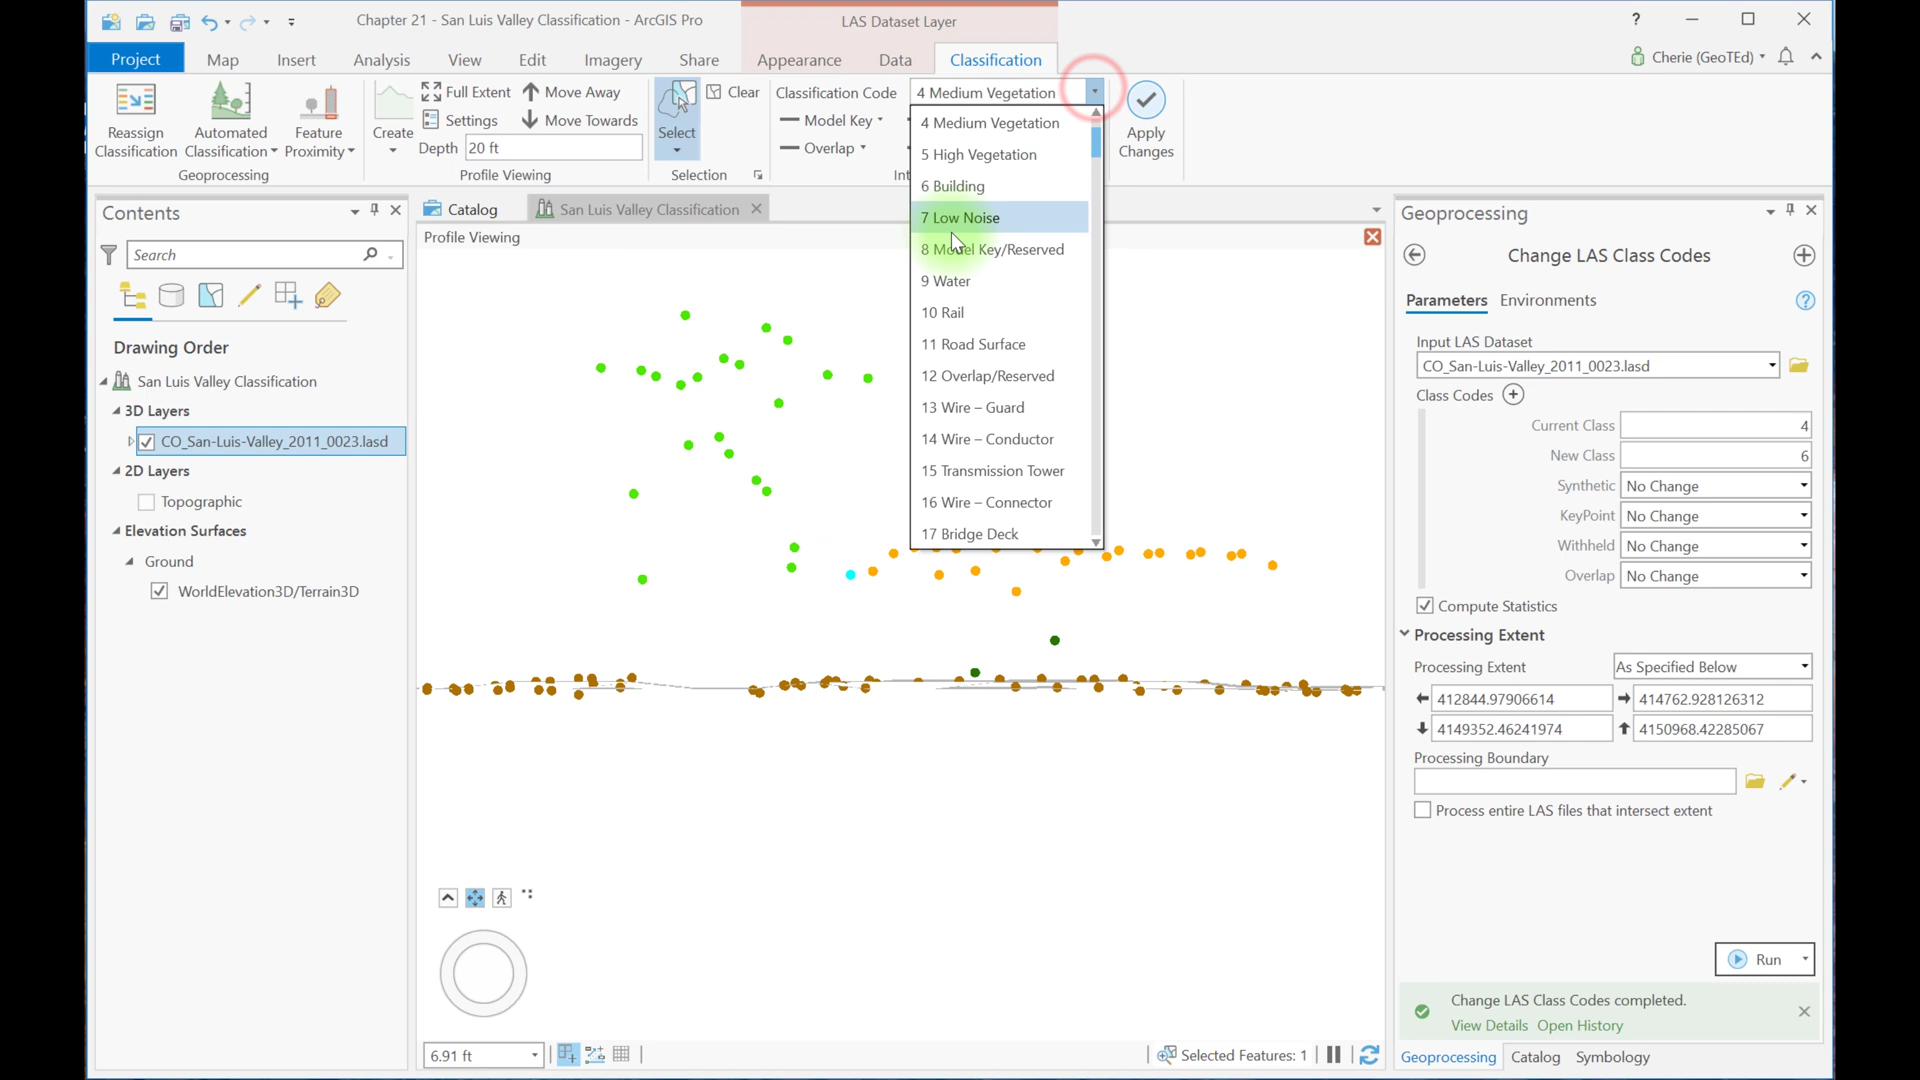 Chapter 21 - San Luis Valley Classification - ArcGIS Pro
LAS Dataset Layer
?
Project
Map
Insert
Analysis
View
Edit
Imagery
Share
Appearance
Data
Classification
Cherie (GeoTEd)
Reassign
Classification
Automated
Classification
Feature
Proximity
Geoprocessing
Create
Full Extent
Move Away
Settings
Move Towards
Depth 20 ft
Profile Viewing
Select
Clear
Selection
Classification Code 4 Medium Vegetation
Model Key
Overlap
Apply
Changes
4 Medium Vegetation
5 High Vegetation
6 Building
7 Low Noise
8 Model Key/Reserved
9 Water
10 Rail
11 Road Surface
12 Overlap/Reserved
13 Wire – Guard
14 Wire – Conductor
15 Transmission Tower
16 Wire – Connector
17 Bridge Deck
Contents
Search
Drawing Order
San Luis Valley Classification
3D Layers
CO_San-Luis-Valley_2011_0023.lasd
2D Layers
Topographic
Elevation Surfaces
Ground
WorldElevation3D/Terrain3D
Catalog
San Luis Valley Classification
Profile Viewing
6.91 ft
Selected Features: 1
Geoprocessing
Change LAS Class Codes
Parameters Environments
?
Input LAS Dataset
CO_San-Luis-Valley_2011_0023.lasd
Class Codes
Current Class 4
New Class 6
Synthetic No Change
KeyPoint No Change
Withheld No Change
Overlap No Change
Compute Statistics
Processing Extent
Processing Extent As Specified Below
412844.97906614 414762.928126312
4149352.46241974 4150968.42285067
Processing Boundary
Process entire LAS files that intersect extent
Run
Change LAS Class Codes completed.
View Details Open History
Geoprocessing Catalog Symbology